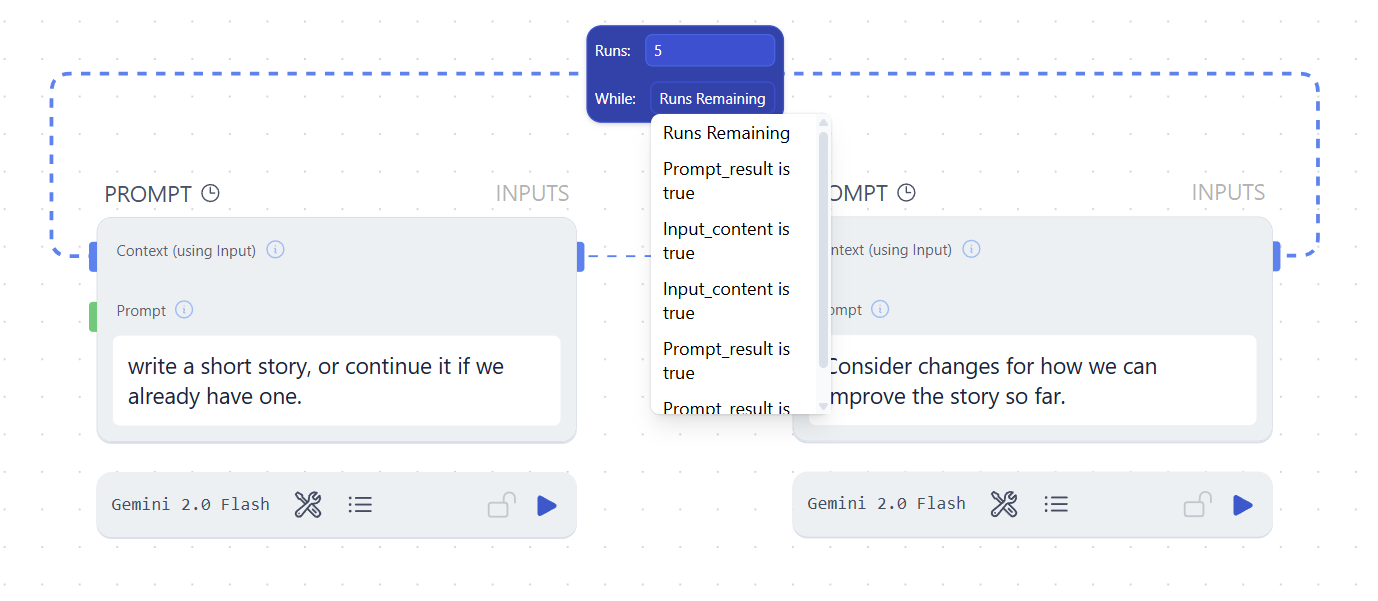 Runs:
5
While:
Runs Remaining
Runs Remaining
Prompt_result is
true
Input_content is
true
Input_content is
true
Prompt_result is
true
Prompt_result is
PROMPT
INPUTS
Context (using Input)
Prompt
write a short story, or continue it if we
already have one.
Gemini 2.0 Flash
OMPT
INPUTS
ntext (using Input)
ompt
Consider changes for how we can
mprove the story so far.
Gemini 2.0 Flash